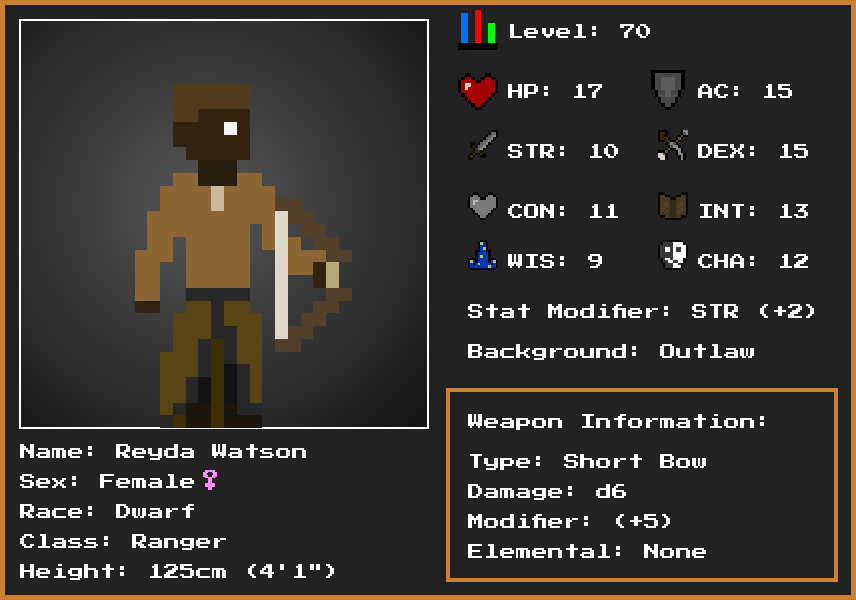 Level: 70
HP: 17
AC: 15
STR: 10
DEX: 15
CON: 11
INT: 13
WIS: 9
CHA: 12
Stat Modifier: STR (+2)
Background: Outlaw
Name: Reyda Watson
Sex: Female♀
Race: Dwarf
Class: Ranger
Height: 125cm (4'1")
Weapon Information:
Type: Short Bow
Damage: d6
Modifier: (+5)
Elemental: None